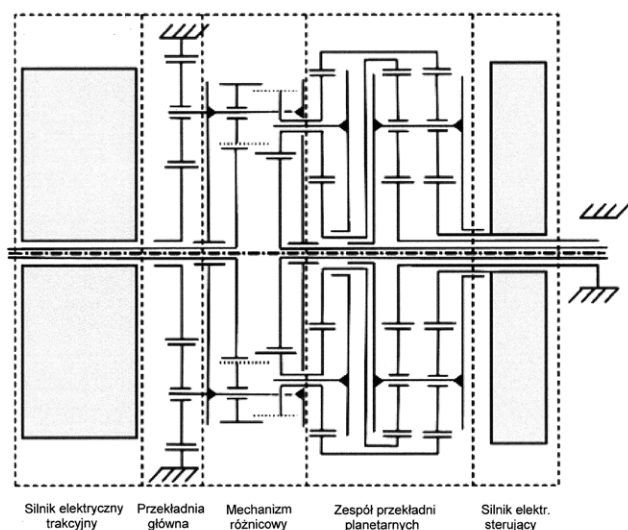 Silnik elektryczny
trakcyjny
Przekładnia
główna
Mechanizm
różnicowy
Zespół przekładni
planetarnych
Silnik elektr.
sterujący